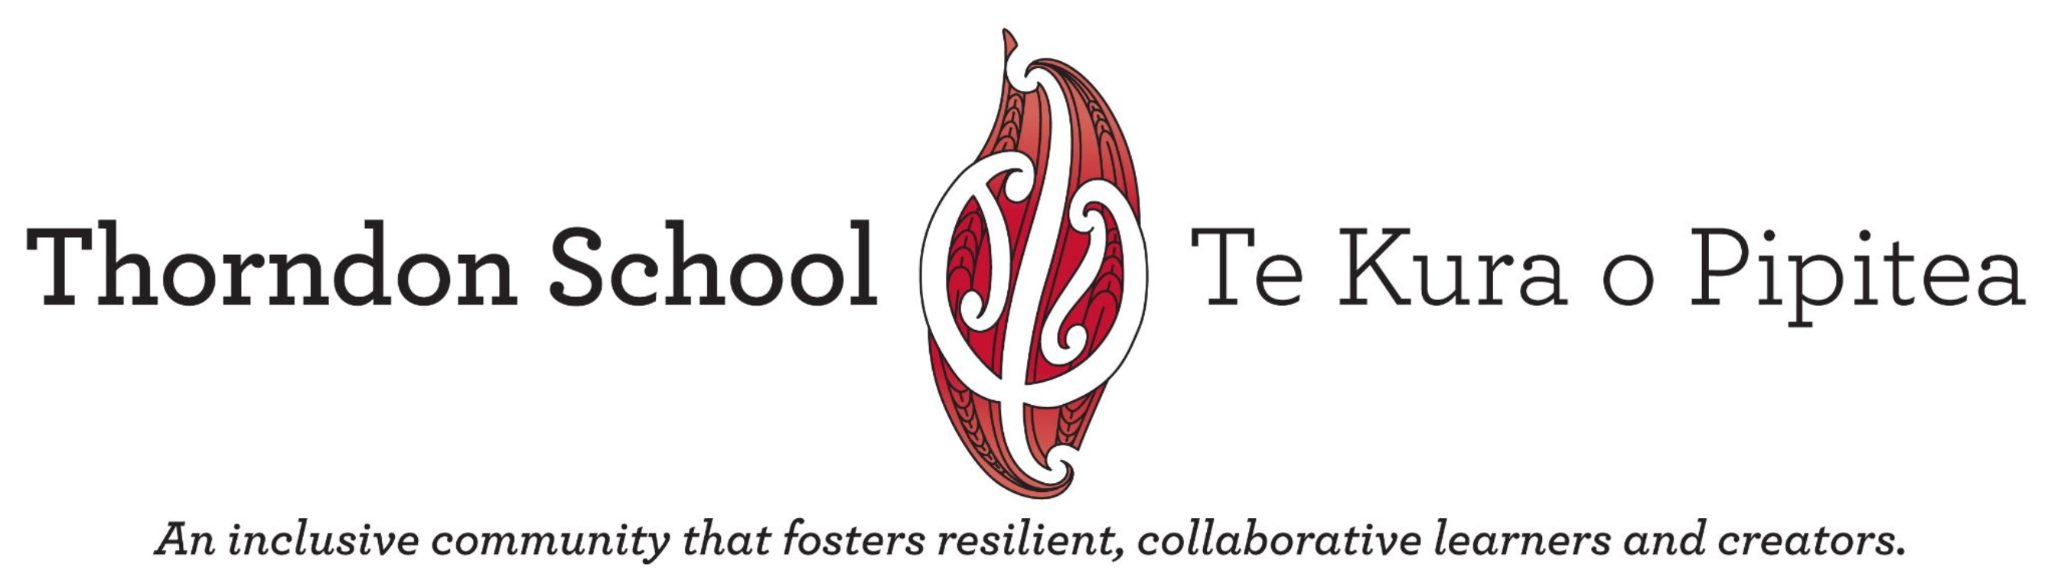 Thorndon School Te Kura o Pipitea
An inclusive community that fosters resilient, collaborative learners and creators.